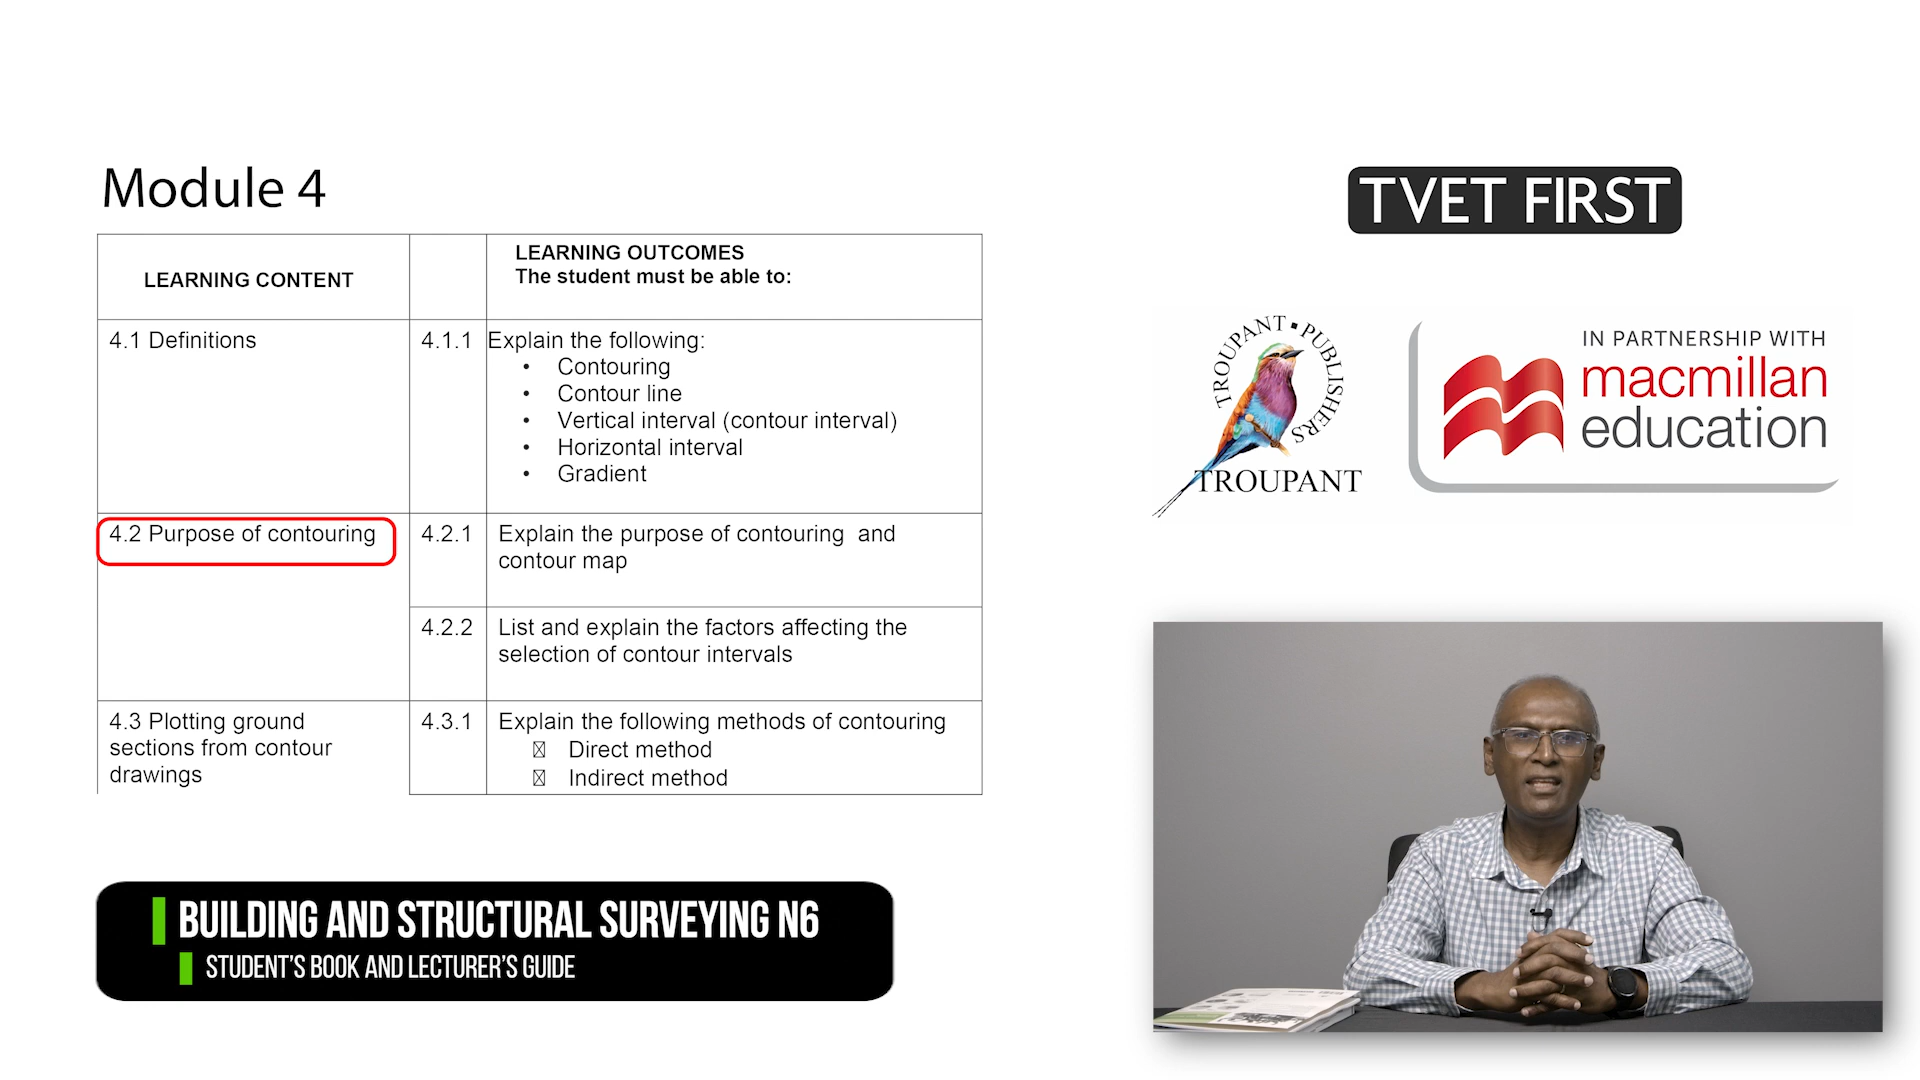 Module 4
LEARNING CONTENT
LEARNING OUTCOMES
The student must be able to:
4.1 Definitions
4.1.1
Explain the following:
• Contouring
• Contour line
• Vertical interval (contour interval)
• Horizontal interval
• Gradient
4.2 Purpose of contouring
4.2.1
Explain the purpose of contouring and
contour map
4.2.2
List and explain the factors affecting the
selection of contour intervals
4.3 Plotting ground
sections from contour
drawings
4.3.1
Explain the following methods of contouring
Direct method
Indirect method
BUILDING AND STRUCTURAL SURVEYING N6
STUDENT'S BOOK AND LECTURER'S GUIDE
TVET FIRST
TROUPANT PUBLISHERS
TROUPANT
IN PARTNERSHIP WITH
macmillan
education